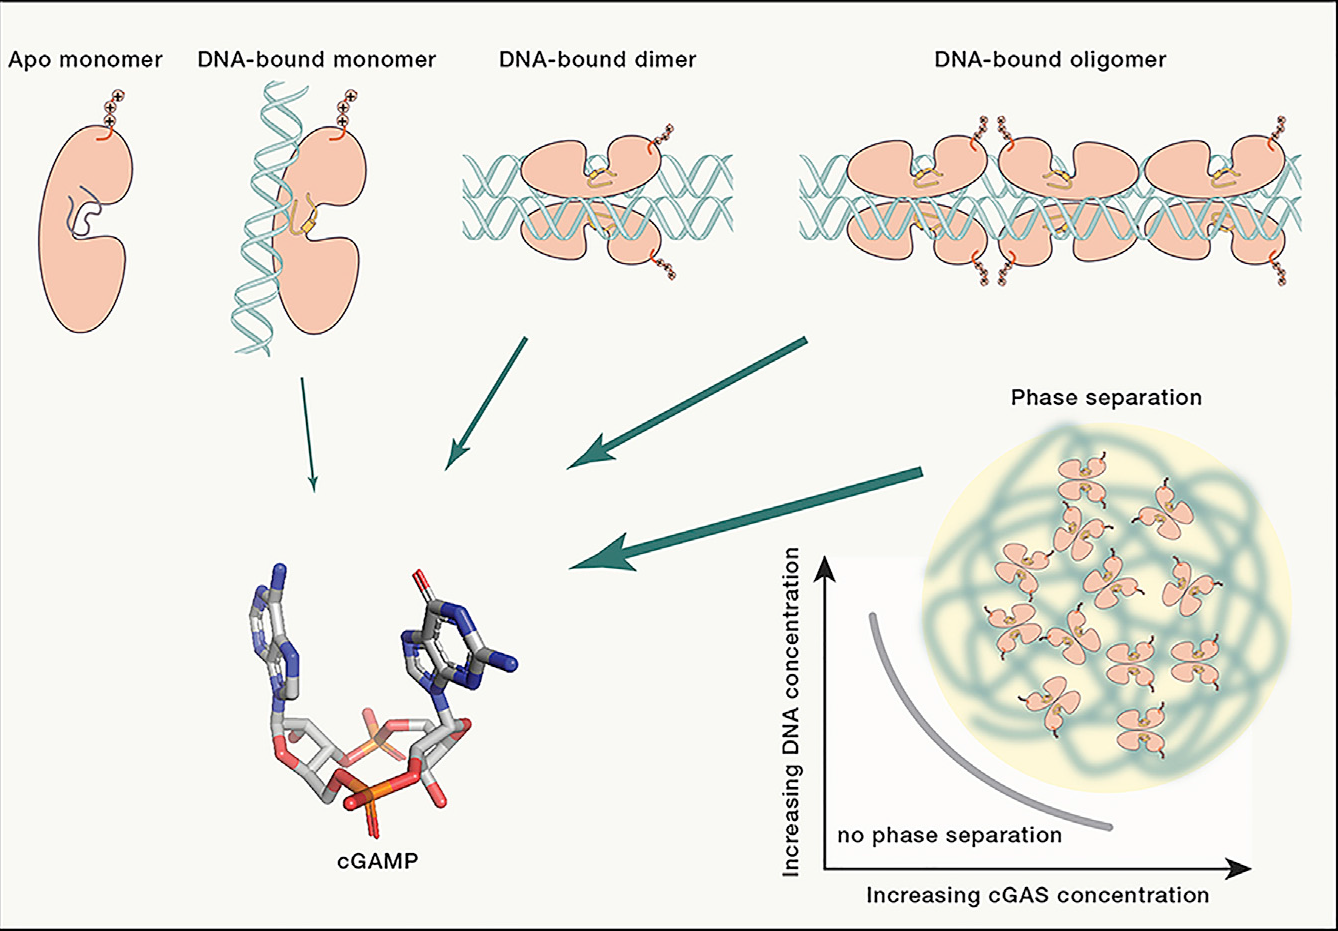 Apo monomer
DNA-bound monomer
DNA-bound dimer
DNA-bound oligomer
Phase separation
Increasing DNA concentration
no phase separation
cGAMP
Increasing cGAS concentration